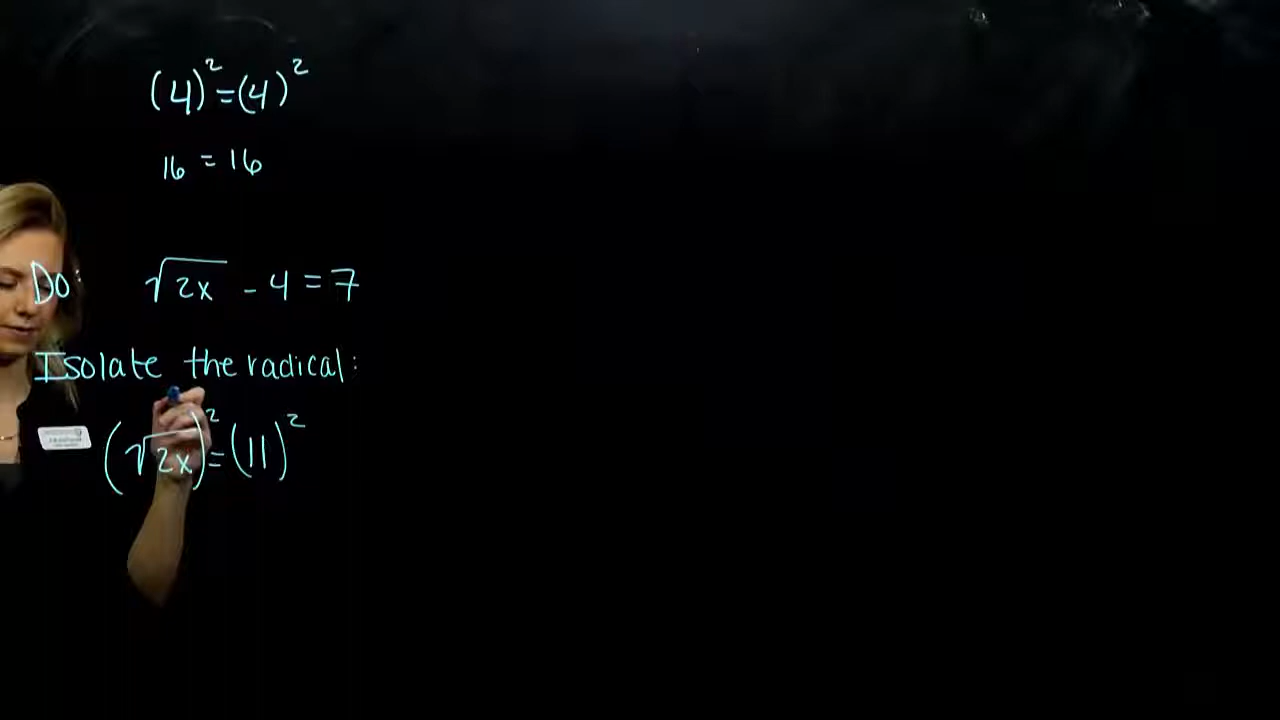 (4)² = (4)²
16 = 16
Do: √2x - 4 = 7
Isolate the radical:
(√2x)² = (11)²